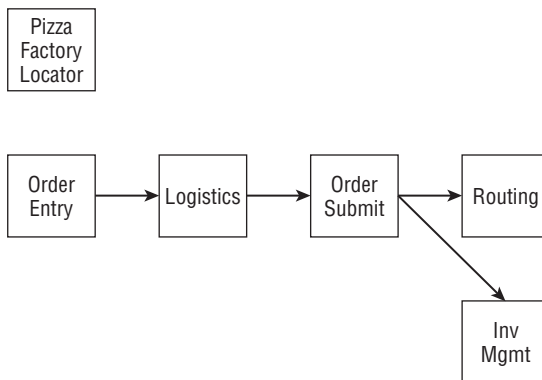 Pizza
Factory
Locator
Order
Entry
Logistics
Order
Submit
Routing
Inv
Mgmt